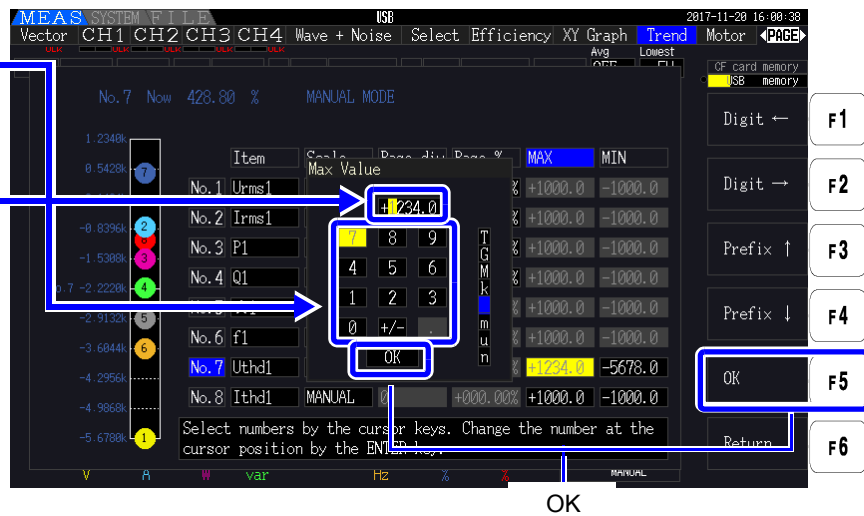 MEAS SYSTEM FILE USB 2017-11-20 16:00:38
Vector CH1 CH2 CH3 CH4 Wave + Noise Select Efficiency XY Graph Trend Motor ◀PAGE▶
Avg Lowest
CF card memory
USB memory
No.7 Now 428.80 % MANUAL MODE
Digit ← F1
1.2340k
Item MAX MIN
Max Value
0.5428k 7
No.1 Urms1 % +1000.0 -1000.0
Digit → F2
+1234.0
-0.8396k 2
No.2 Irms1 +1000.0 -1000.0
7 8 9
No.3 P1 +1000.0 -1000.0
Prefix ↑ F3
-1.5308k 3
4 5 6
No.4 Q1 % +1000.0 -1000.0
-2.2220k 4
1 2 3
+1000.0 -1000.0
Prefix ↓ F4
-2.9132k 5
0 +/- .
No.6 f1 % +1000.0 -1000.0
T
G
M
k
m
u
n
-3.6044k 6
OK
No.7 Uthd1 % +1234.0 -5678.0
OK F5
-4.2956k
No.8 Ithd1 MANUAL 0 +000.00% +1000.0 -1000.0
-4.9868k
Select numbers by the cursor keys. Change the number at the
cursor position by the ENTER key.
-5.6780k 1
Return F6
V A W var Hz % % MANUAL
OK